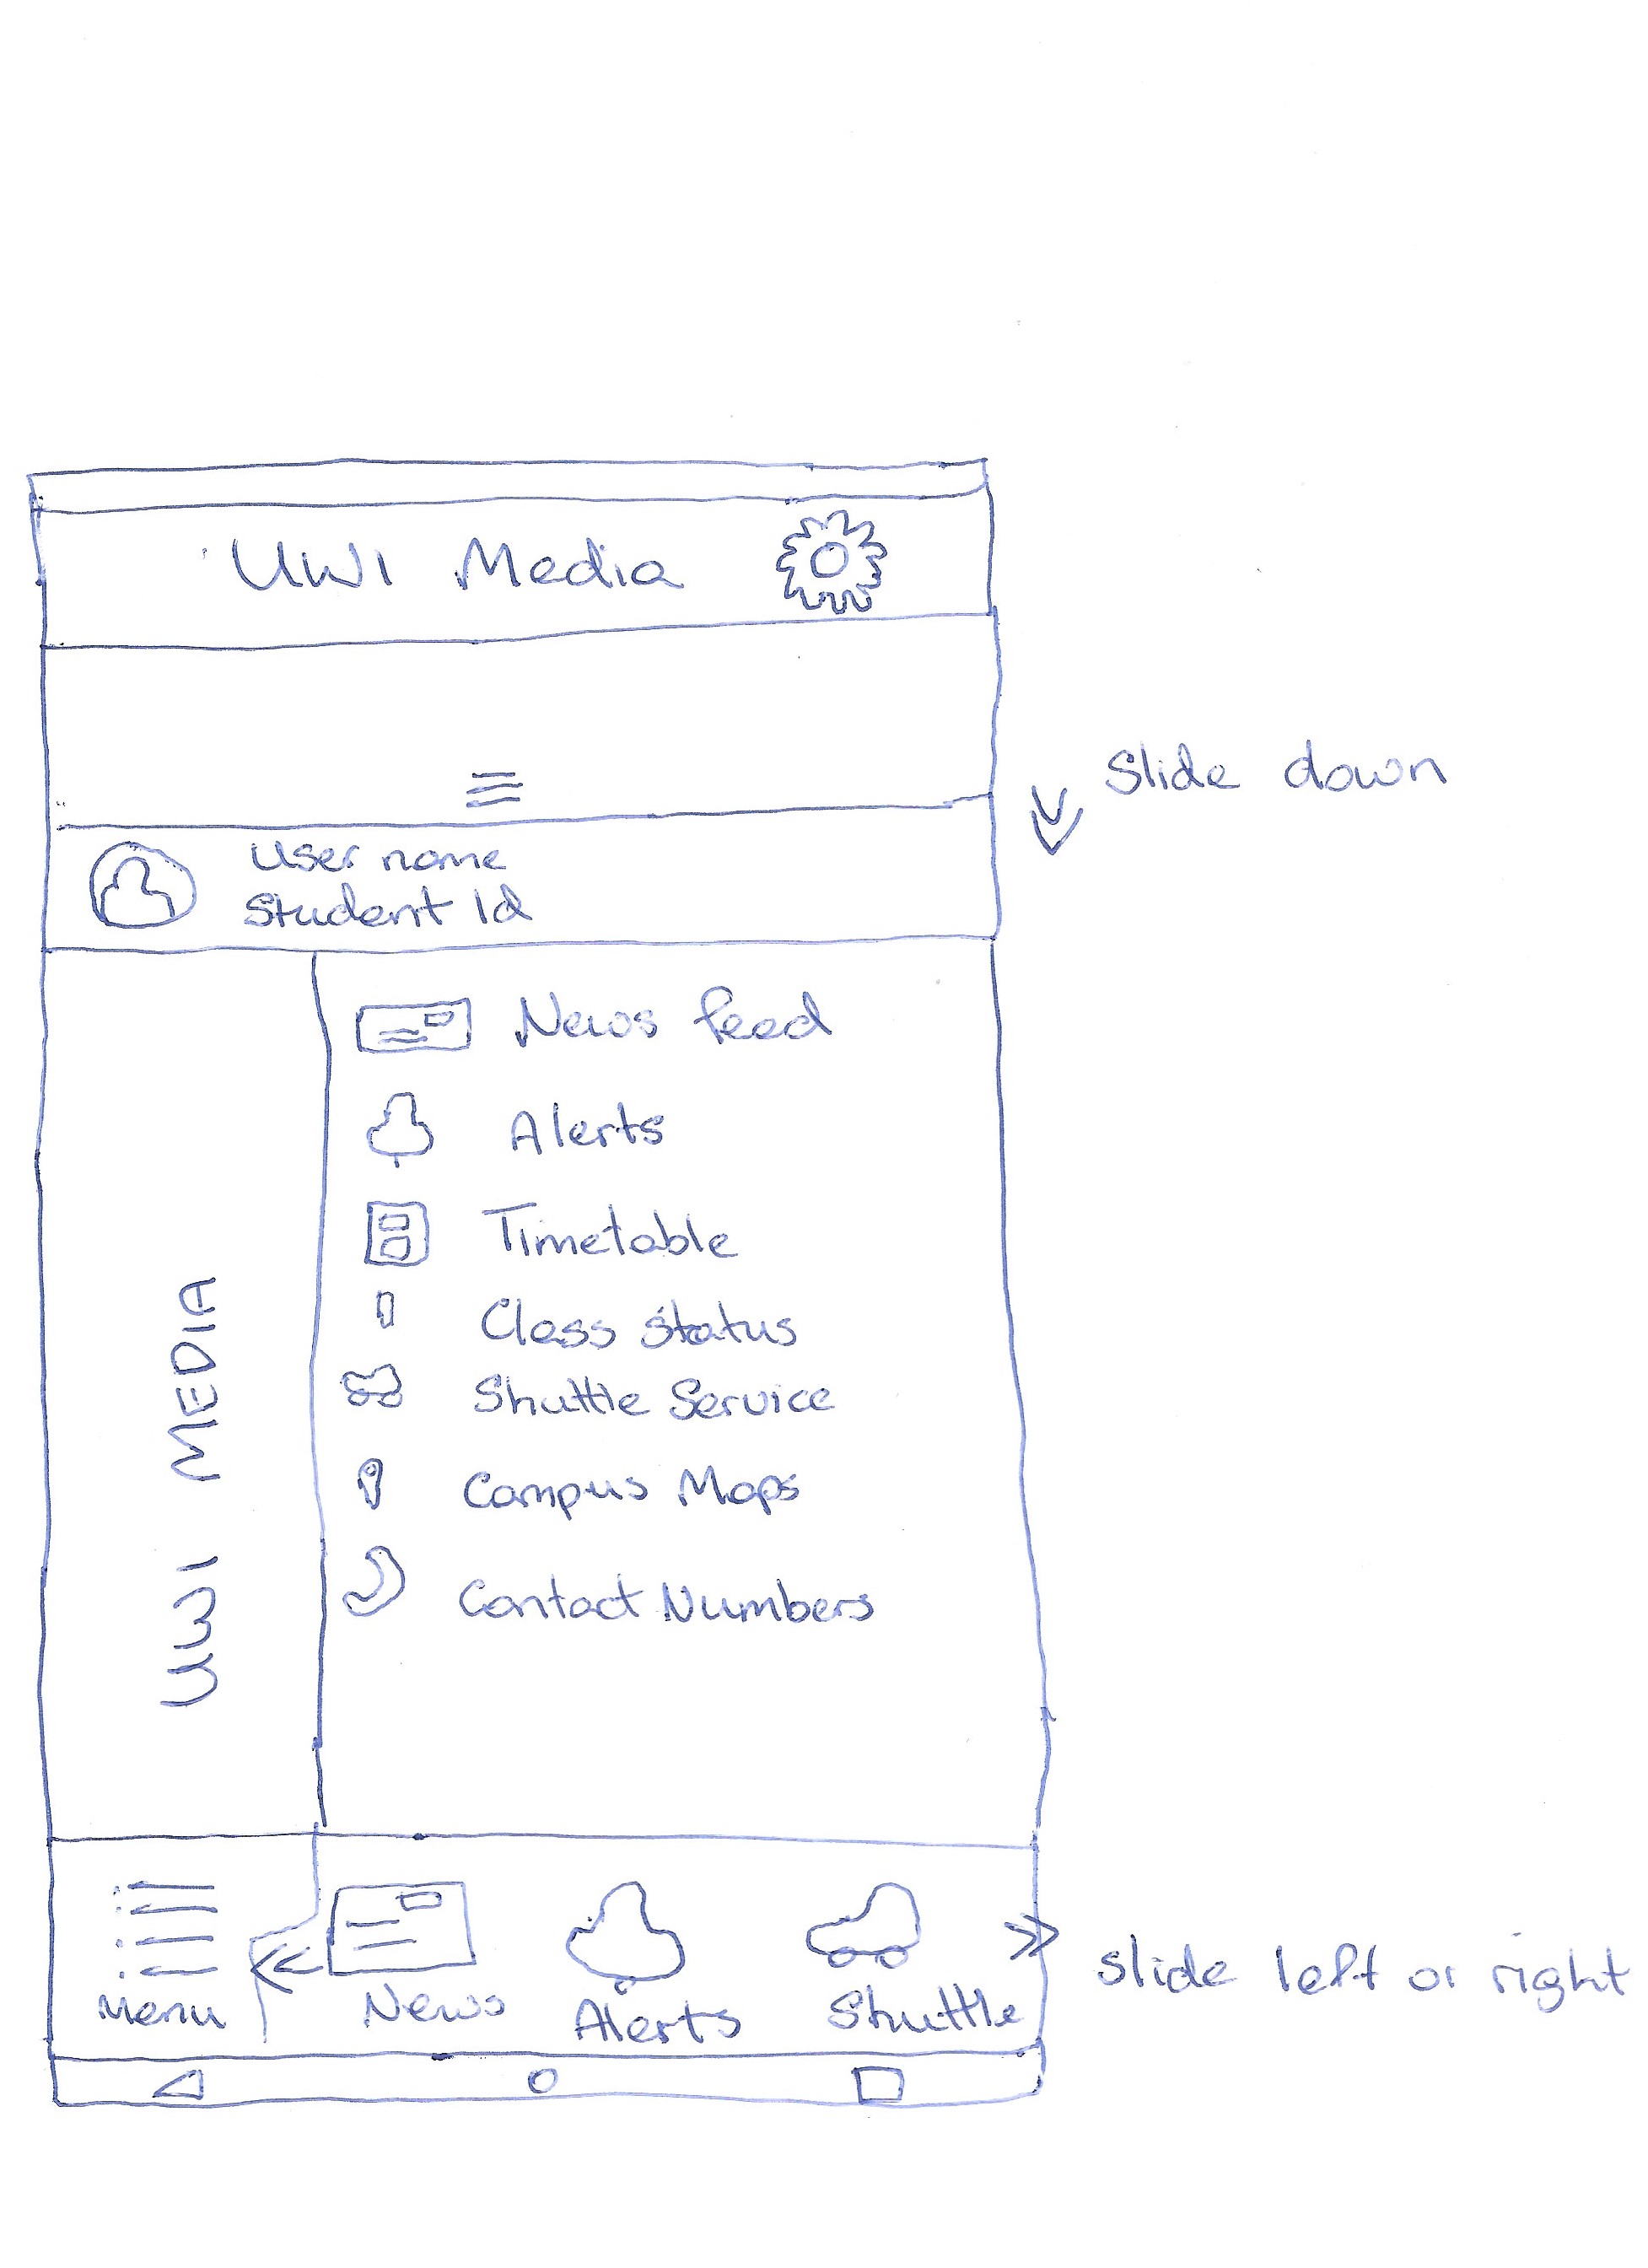 UWI Media
Slide down
User name
Student Id
News feed
Alerts
Timetable
Class status
Shuttle Service
Campus Maps
Contact Numbers
UWI MEDIA
Menu
News
Alerts
Shuttle
slide left or right